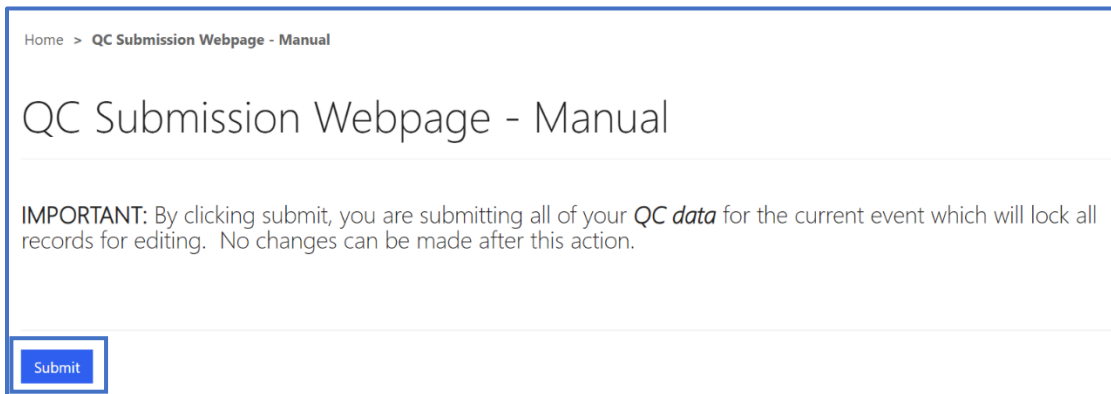 Home > QC Submission Webpage - Manual
QC Submission Webpage - Manual
IMPORTANT: By clicking submit, you are submitting all of your QC data for the current event which will lock all
records for editing.  No changes can be made after this action.
Submit